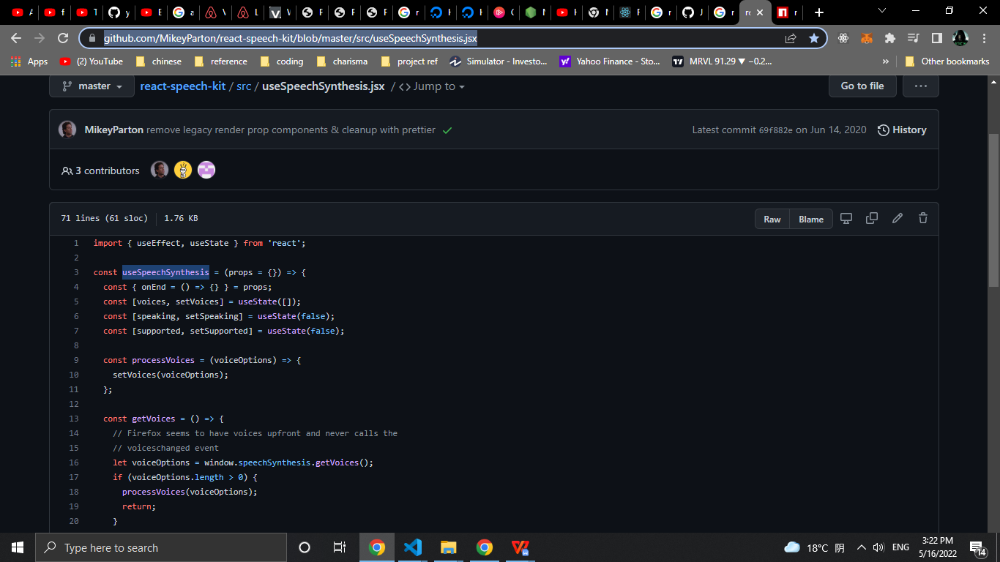 github.com/MikeyParton/react-speech-kit/blob/master/src/useSpeechSynthesis.jsx
Apps (2) YouTube chinese reference coding charisma project ref Simulator - Investo... Yahoo Finance - Sto... MRVL 91.29 ▼ −0.2... » Other bookmarks
master react-speech-kit / src / useSpeechSynthesis.jsx / <> Jump to Go to file ...
MikeyParton remove legacy render prop components & cleanup with prettier ✓ Latest commit 69f882e on Jun 14, 2020 History
3 contributors
71 lines (61 sloc) 1.76 KB Raw Blame
1 import { useEffect, useState } from 'react';
2
3 const useSpeechSynthesis = (props = {}) => {
4 const { onEnd = () => {} } = props;
5 const [voices, setVoices] = useState([]);
6 const [speaking, setSpeaking] = useState(false);
7 const [supported, setSupported] = useState(false);
8
9 const processVoices = (voiceOptions) => {
10 setVoices(voiceOptions);
11 };
12
13 const getVoices = () => {
14 // Firefox seems to have voices upfront and never calls the
15 // voiceschanged event
16 let voiceOptions = window.speechSynthesis.getVoices();
17 if (voiceOptions.length > 0) {
18 processVoices(voiceOptions);
19 return;
20 }
Type here to search 18°C 阴 ENG 3:22 PM
5/16/2022 14